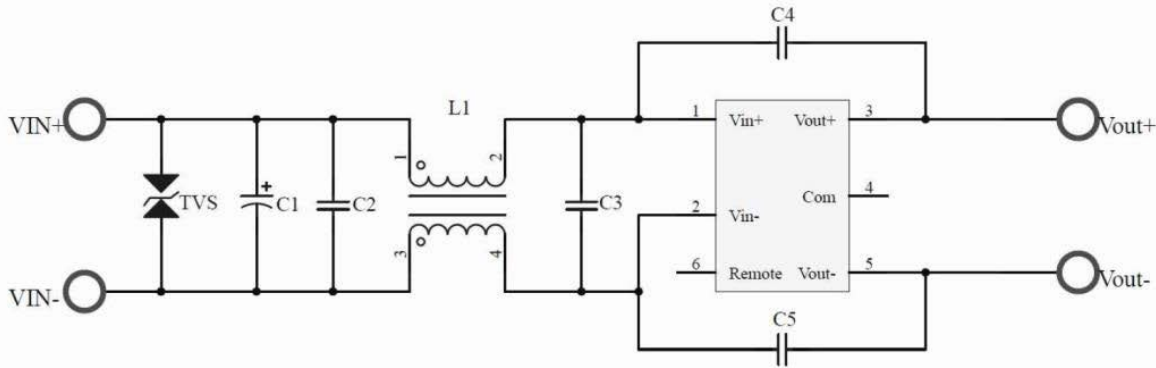 C4
L1
VIN+
1
2
1
Vin+
Vout+
3
Vout+
TVS
+
C1
C2
C3
4
Com
2
Vin-
3
4
6
Remote
Vout-
5
VIN-
Vout-
C5